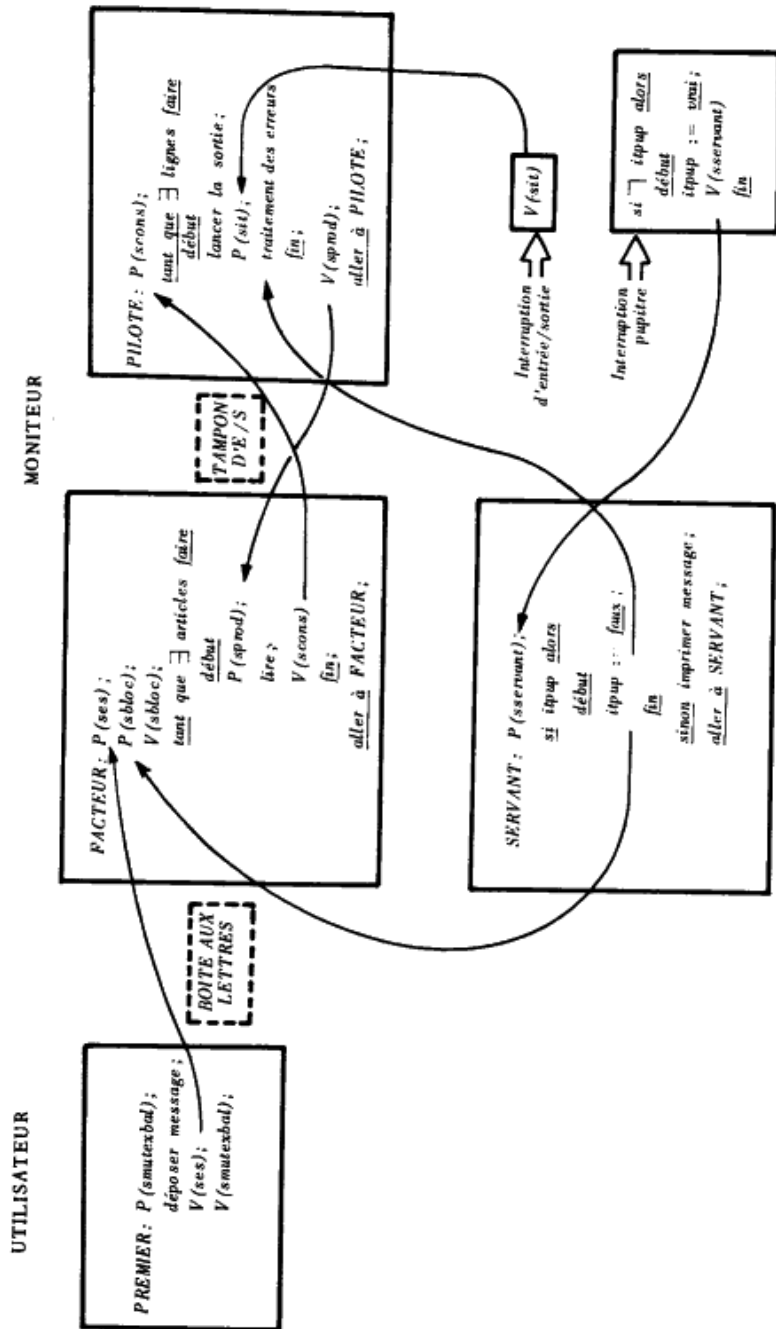 UTILISATEUR
MONITEUR
PREMIER: P(smutexbal);
déposer message;
V(ses);
V(smutexbal);
BOITE AUX
LETTRES
FACTEUR: P(ses);
P(sbloc);
V(sbloc);
tant que ∃ articles faire
début
P(sprod);
lire;
V(scons)
fin;
aller à FACTEUR;
TAMPON
D'E/S
PILOTE: P(scons);
tant que ∃ lignes faire
début
lancer la sortie;
P(sit);
traitement des erreurs
fin;
V(sprod);
aller à PILOTE;
SERVANT: P(sservant);
si itpup alors
début
itpup := faux;
fin
sinon imprimer message;
aller à SERVANT;
Interruption
d'entrée/sortie
V(sit)
Interruption
pupitre
si ⅂ itpup alors
début
itpup := vrai;
V(sservant)
fin